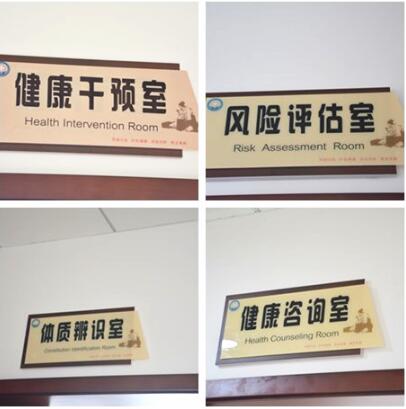 健康干预室
Health Intervention Room
风险评估室
Risk Assessment Room
体质辨识室
Constitution Identification Room
健康咨询室
Health Counseling Room